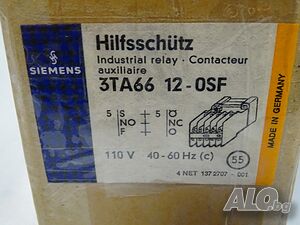 SIEMENS
Hilfsschütz
Industrial relay · Contacteur
auxiliaire
3TA66 12-0SF
5 S
NO
F
5 Ö
NC
O
110 V 40-60 Hz (c)
55
4 NET 1372707 - 001
MADE IN GERMANY
ALO.bg